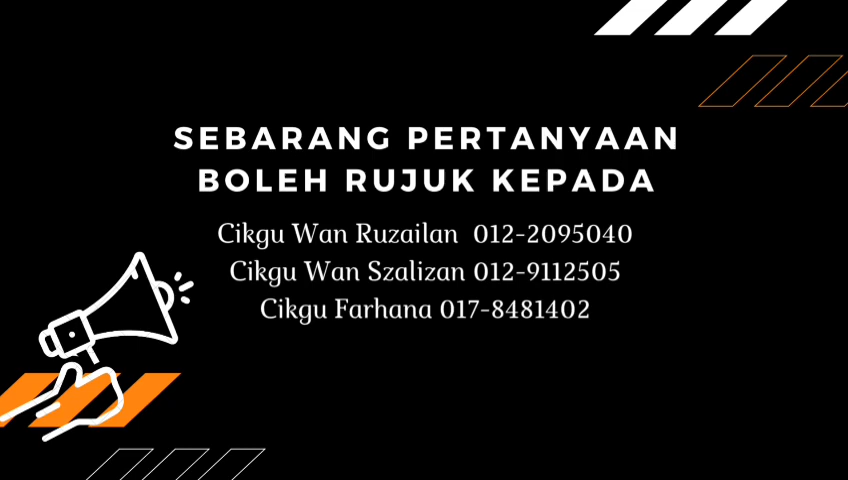 SEBARANG PERTANYAAN
BOLEH RUJUK KEPADA
Cikgu Wan Ruzailan 012-2095040
Cikgu Wan Szalizan 012-9112505
Cikgu Farhana 017-8481402